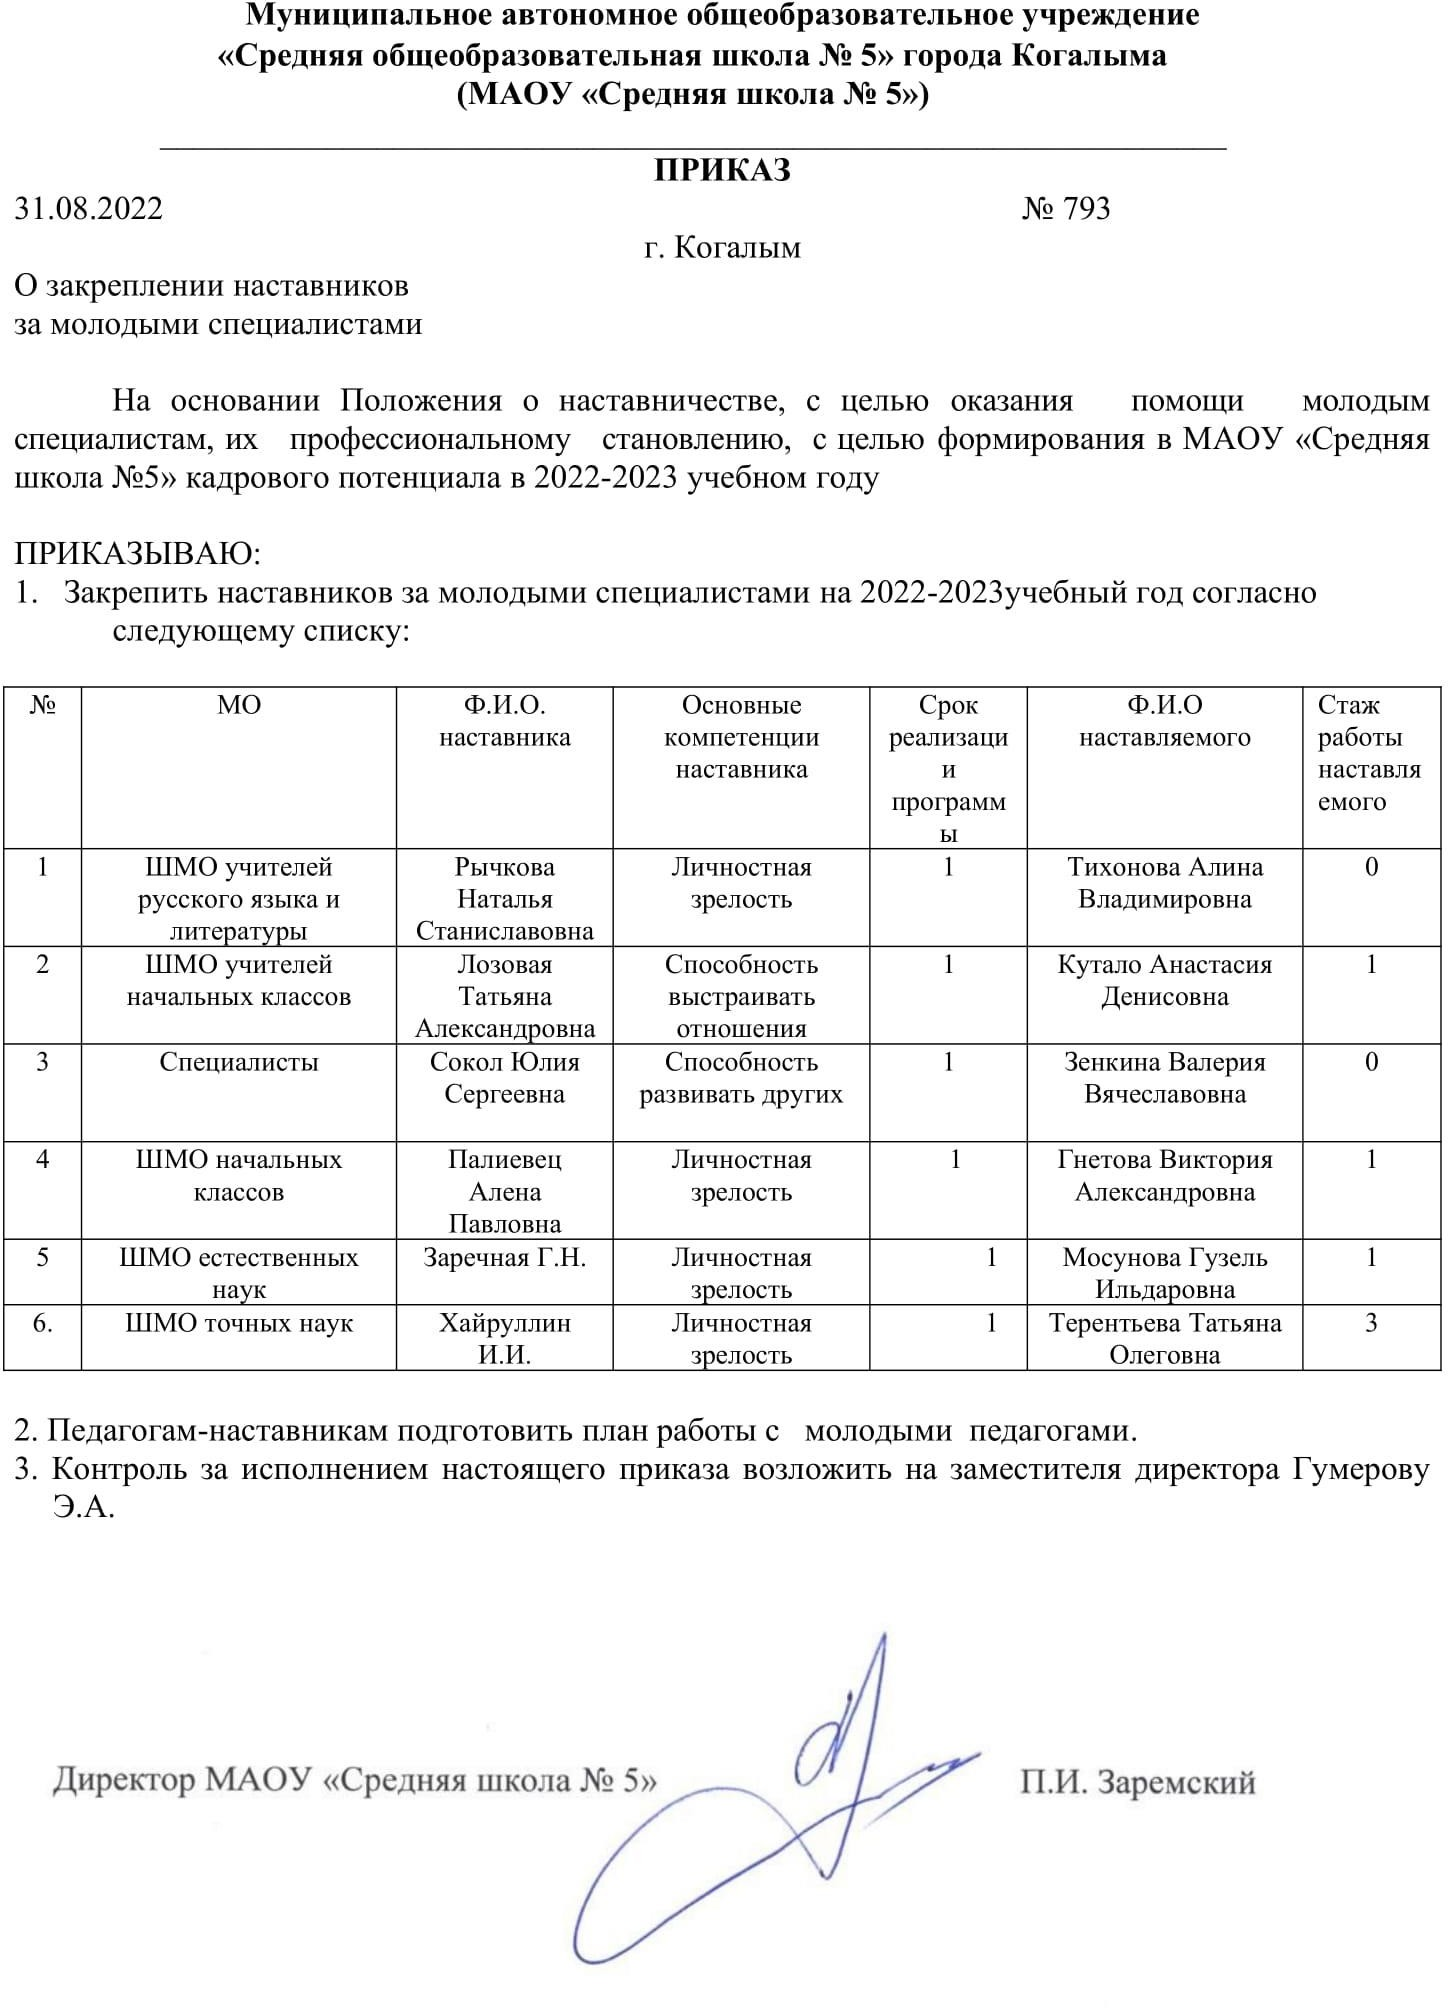 Муниципальное автономное общеобразовательное учреждение
«Средняя общеобразовательная школа № 5» города Когалыма
(МАОУ «Средняя школа № 5»)
ПРИКАЗ
31.08.2022 № 793
г. Когалым
О закреплении наставников
за молодыми специалистами
На основании Положения о наставничестве, с целью оказания помощи молодым
специалистам, их профессиональному становлению, с целью формирования в МАОУ «Средняя
школа №5» кадрового потенциала в 2022-2023 учебном году
ПРИКАЗЫВАЮ:
1. Закрепить наставников за молодыми специалистами на 2022-2023учебный год согласно
следующему списку:
№ МО Ф.И.О. Основные Срок Ф.И.О Стаж
наставника компетенции реализаци наставляемого работы
наставника и наставля
программ емого
ы
1 ШМО учителей Рычкова Личностная 1 Тихонова Алина 0
русского языка и Наталья зрелость Владимировна
литературы Станиславовна
2 ШМО учителей Лозовая Способность 1 Кутало Анастасия 1
начальных классов Татьяна выстраивать Денисовна
Александровна отношения
3 Специалисты Сокол Юлия Способность 1 Зенкина Валерия 0
Сергеевна развивать других Вячеславовна
4 ШМО начальных Палиевец Личностная 1 Гнетова Виктория 1
классов Алена зрелость Александровна
Павловна
5 ШМО естественных Заречная Г.Н. Личностная 1 Мосунова Гузель 1
наук зрелость Ильдаровна
6. ШМО точных наук Хайруллин Личностная 1 Терентьева Татьяна 3
И.И. зрелость Олеговна
2. Педагогам-наставникам подготовить план работы с молодыми педагогами.
3. Контроль за исполнением настоящего приказа возложить на заместителя директора Гумерову
Э.А.
Директор МАОУ «Средняя школа № 5» П.И. Заремский